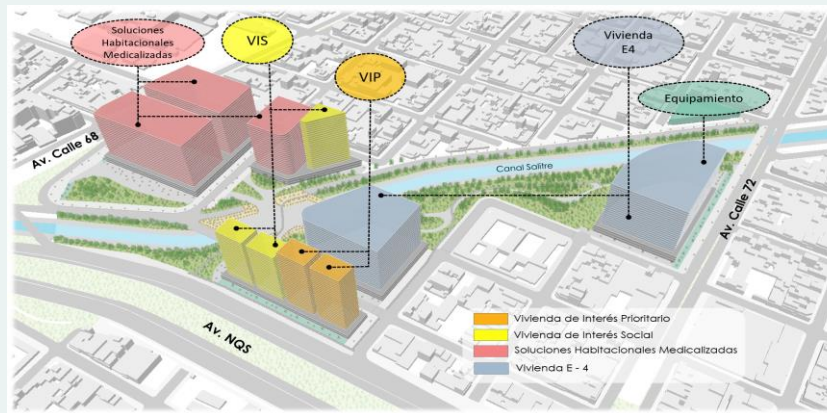 Soluciones
Habitacionales
Medicalizadas
VIS
VIP
Vivienda
E4
Equipamiento
Av. Calle 68
Canal Salitre
Av. Calle 72
Av. NQS
Vivienda de Interés Prioritario
Vivienda de Interés Social
Soluciones Habitacionales Medicalizadas
Vivienda E - 4